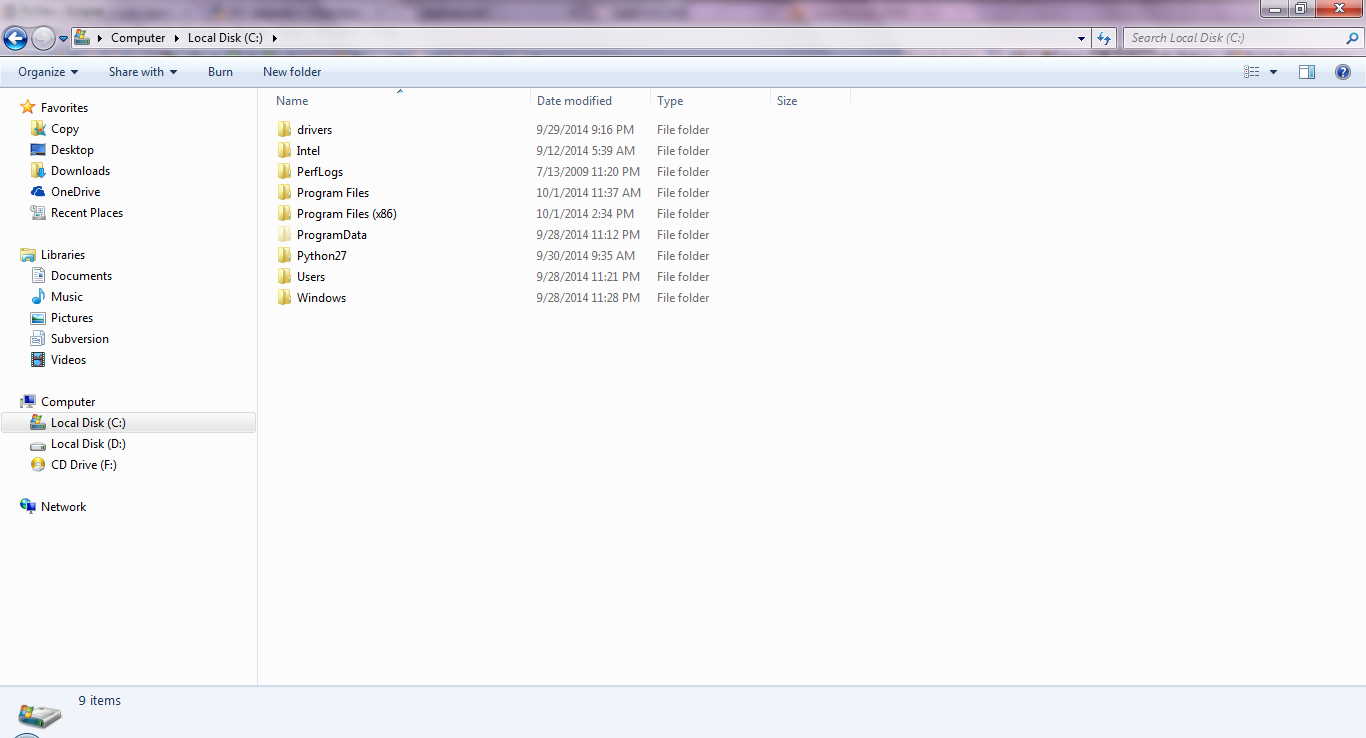 Computer Local Disk (C:) Search Local Disk (C:)
Organize Share with Burn New folder
Favorites
Copy
Desktop
Downloads
OneDrive
Recent Places
Libraries
Documents
Music
Pictures
Subversion
Videos
Computer
Local Disk (C:)
Local Disk (D:)
CD Drive (F:)
Network
Name Date modified Type Size
drivers 9/29/2014 9:16 PM File folder
Intel 9/12/2014 5:39 AM File folder
PerfLogs 7/13/2009 11:20 PM File folder
Program Files 10/1/2014 11:37 AM File folder
Program Files (x86) 10/1/2014 2:34 PM File folder
ProgramData 9/28/2014 11:12 PM File folder
Python27 9/30/2014 9:35 AM File folder
Users 9/28/2014 11:21 PM File folder
Windows 9/28/2014 11:28 PM File folder
9 items